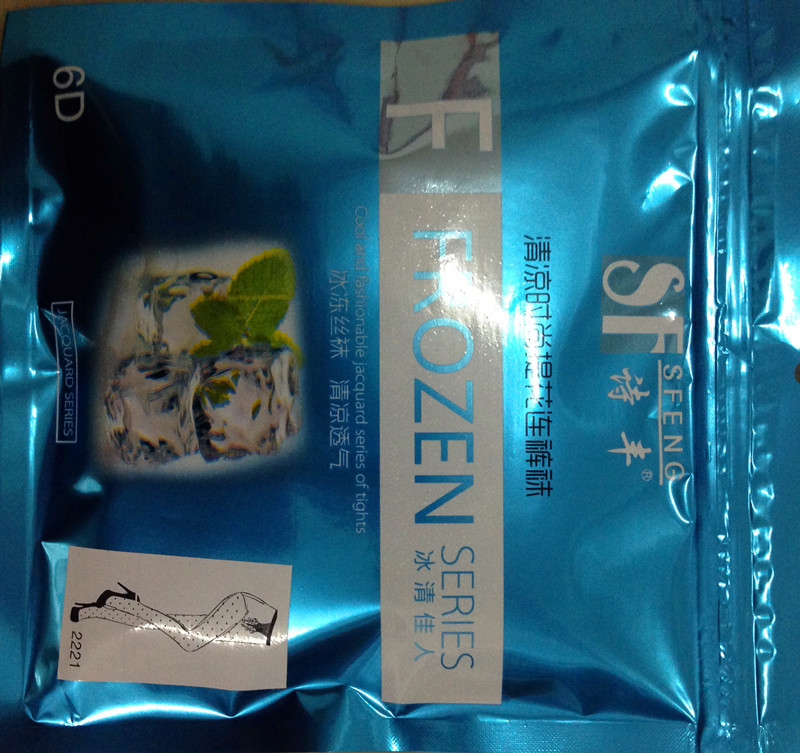 SF
SFENG
诗丰®
清凉时尚提花连裤袜
F
FROZEN SERIES
冰清佳人
Cool and fashionable jacquard series of tights
冰冻丝袜 清凉透气
JACQUARD SERIES
6D
2221